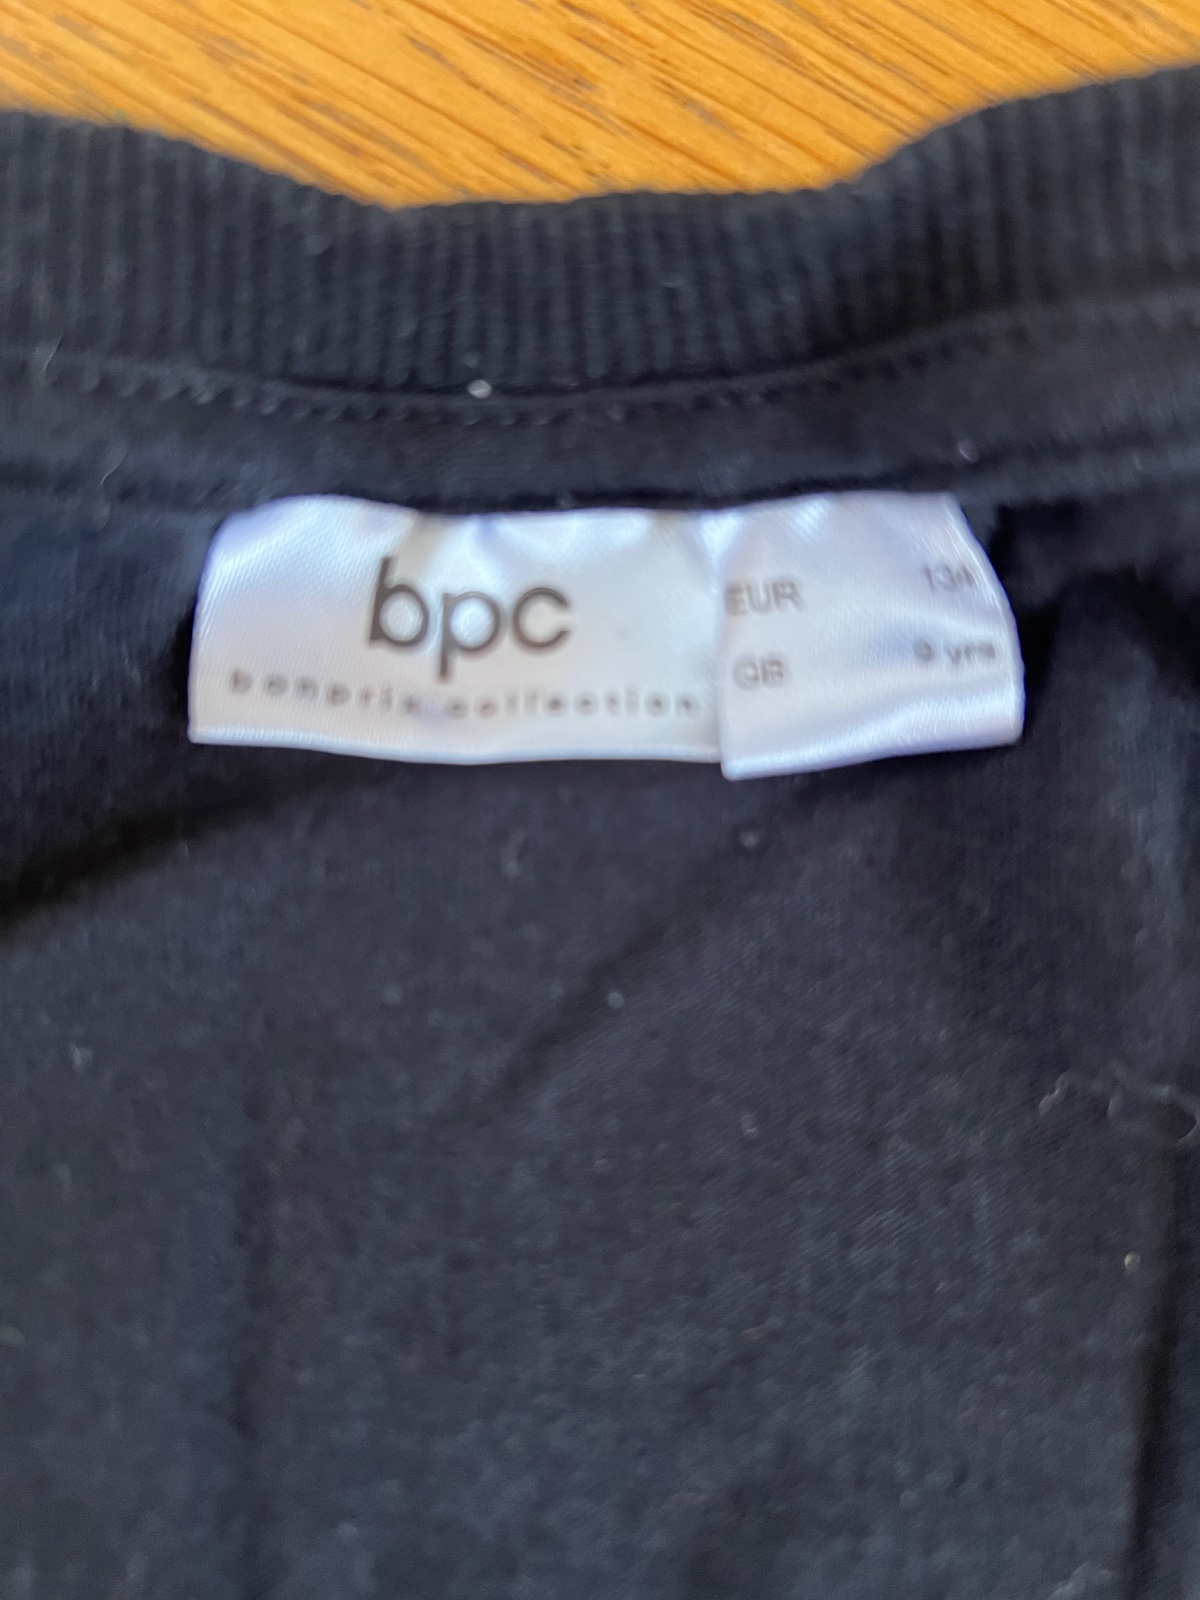 bpc
bonprix collection
EUR 134
GB 9 yrs